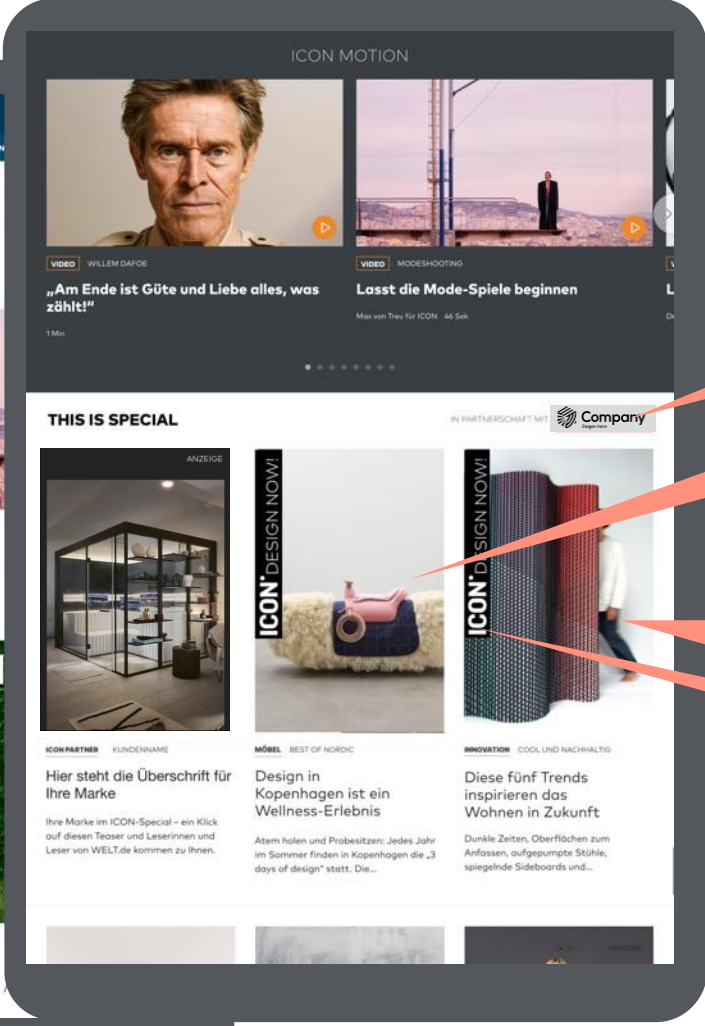 ICON MOTION
VIDEO WILLEM DAFOE
„Am Ende ist Güte und Liebe alles, was
zählt!“
1 Min
VIDEO MODESHOOTING
Lasst die Mode-Spiele beginnen
Max von Treu für ICON 46 Sek
THIS IS SPECIAL
IN PARTNERSCHAFT MIT
Company
Slogan here
ANZEIGE
ICON PARTNER KUNDENNAME
Hier steht die Überschrift für
Ihre Marke
Ihre Marke im ICON-Special – ein Klick
auf diesen Teaser und Leserinnen und
Leser von WELT.de kommen zu Ihnen.
ICON DESIGN NOW!
MÖBEL BEST OF NORDIC
Design in
Kopenhagen ist ein
Wellness-Erlebnis
Atem holen und Probesitzen: Jedes Jahr
im Sommer finden in Kopenhagen die „3
days of design“ statt. Die...
ICON DESIGN NOW!
INNOVATION COOL UND NACHHALTIG
Diese fünf Trends
inspirieren das
Wohnen in Zukunft
Dunkle Zeiten, Oberflächen zum
Anfassen, aufgepumpte Stühle,
spiegelnde Sideboards und...